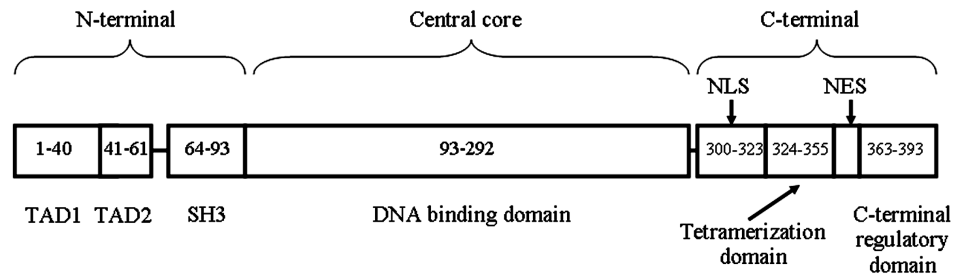 N-terminal Central core C-terminal
NLS NES
1-40 41-61 64-93 93-292 300-323 324-355 363-393
TAD1 TAD2 SH3 DNA binding domain
Tetramerization
domain
C-terminal
regulatory
domain